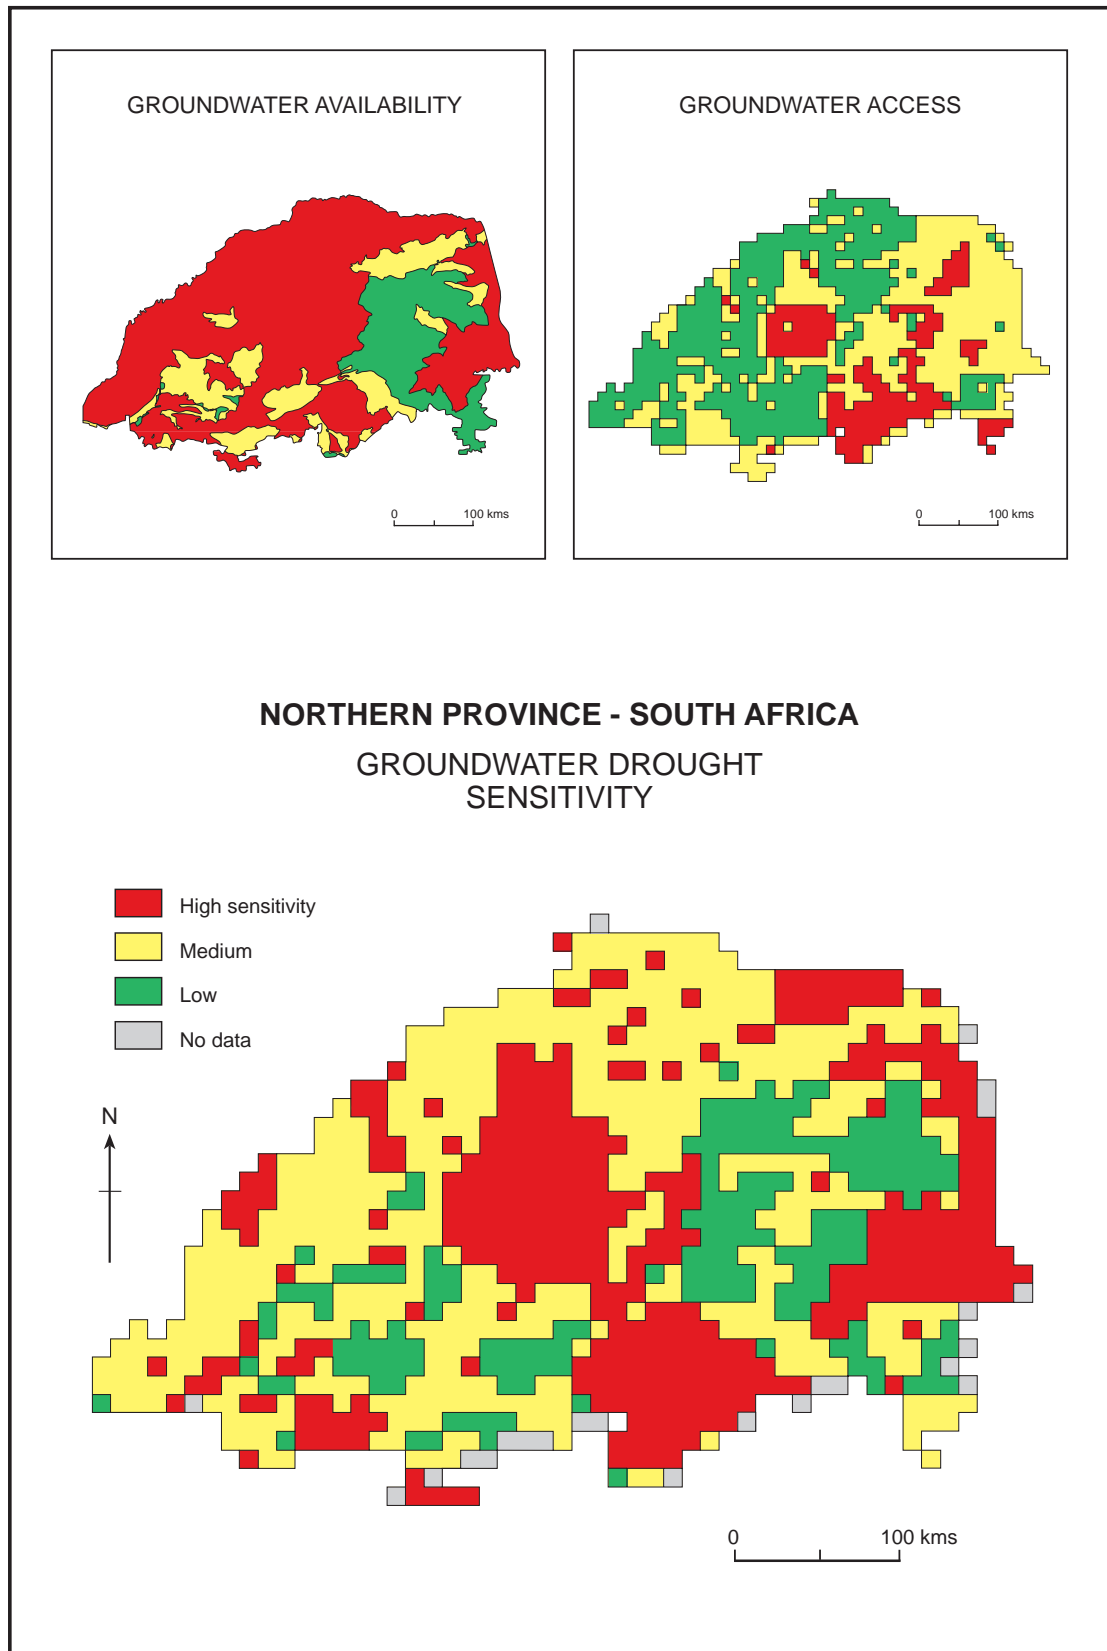 GROUNDWATER AVAILABILITY
0 100 kms
GROUNDWATER ACCESS
0 100 kms
NORTHERN PROVINCE - SOUTH AFRICA
GROUNDWATER DROUGHT
SENSITIVITY
High sensitivity
Medium
Low
No data
N
0 100 kms